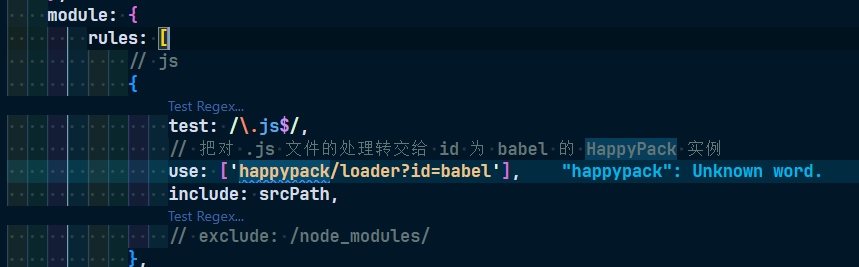 module: {
rules: [
// js
{
Test Regex...
test: /\.js$/,
// 把对 .js 文件的处理转交给 id 为 babel 的 HappyPack 实例
use: ['happypack/loader?id=babel'], "happypack": Unknown word.
include: srcPath,
Test Regex...
// exclude: /node_modules/
},